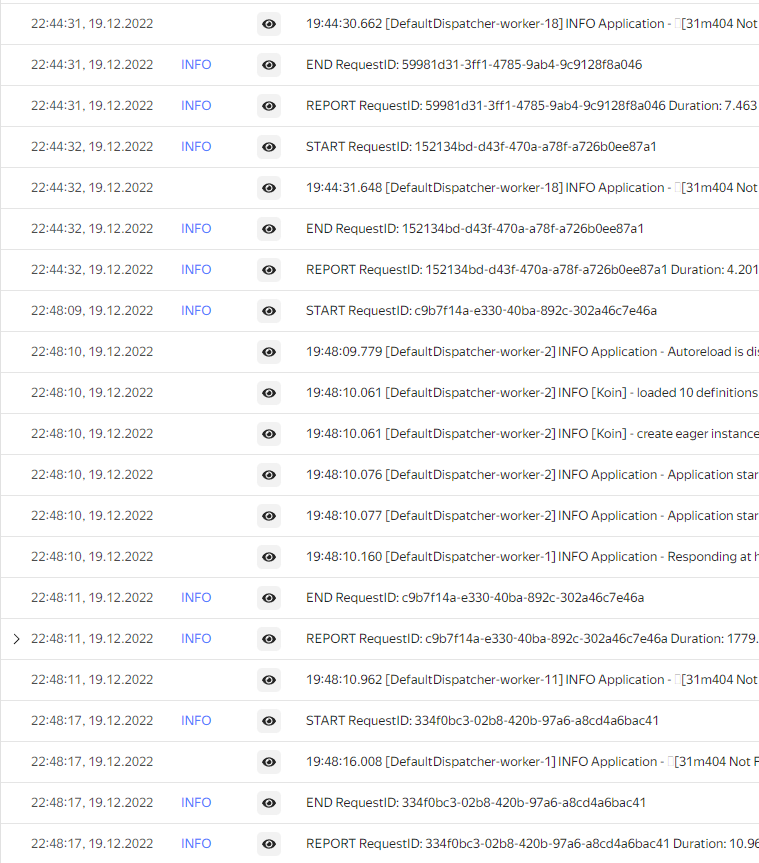 22:44:31, 19.12.2022 19:44:30.662 [DefaultDispatcher-worker-18] INFO Application - [31m404 Not
22:44:31, 19.12.2022 INFO END RequestID: 59981d31-3ff1-4785-9ab4-9c9128f8a046
22:44:31, 19.12.2022 INFO REPORT RequestID: 59981d31-3ff1-4785-9ab4-9c9128f8a046 Duration: 7.463
22:44:32, 19.12.2022 INFO START RequestID: 152134bd-d43f-470a-a78f-a726b0ee87a1
22:44:32, 19.12.2022 19:44:31.648 [DefaultDispatcher-worker-18] INFO Application - [31m404 Not
22:44:32, 19.12.2022 INFO END RequestID: 152134bd-d43f-470a-a78f-a726b0ee87a1
22:44:32, 19.12.2022 INFO REPORT RequestID: 152134bd-d43f-470a-a78f-a726b0ee87a1 Duration: 4.201
22:48:09, 19.12.2022 INFO START RequestID: c9b7f14a-e330-40ba-892c-302a46c7e46a
22:48:10, 19.12.2022 19:48:09.779 [DefaultDispatcher-worker-2] INFO Application - Autoreload is dis
22:48:10, 19.12.2022 19:48:10.061 [DefaultDispatcher-worker-2] INFO [Koin] - loaded 10 definitions
22:48:10, 19.12.2022 19:48:10.061 [DefaultDispatcher-worker-2] INFO [Koin] - create eager instance
22:48:10, 19.12.2022 19:48:10.076 [DefaultDispatcher-worker-2] INFO Application - Application star
22:48:10, 19.12.2022 19:48:10.077 [DefaultDispatcher-worker-2] INFO Application - Application star
22:48:10, 19.12.2022 19:48:10.160 [DefaultDispatcher-worker-1] INFO Application - Responding at h
22:48:11, 19.12.2022 INFO END RequestID: c9b7f14a-e330-40ba-892c-302a46c7e46a
22:48:11, 19.12.2022 INFO REPORT RequestID: c9b7f14a-e330-40ba-892c-302a46c7e46a Duration: 1779.
22:48:11, 19.12.2022 19:48:10.962 [DefaultDispatcher-worker-11] INFO Application - [31m404 Not
22:48:17, 19.12.2022 INFO START RequestID: 334f0bc3-02b8-420b-97a6-a8cd4a6bac41
22:48:17, 19.12.2022 19:48:16.008 [DefaultDispatcher-worker-1] INFO Application - [31m404 Not F
22:48:17, 19.12.2022 INFO END RequestID: 334f0bc3-02b8-420b-97a6-a8cd4a6bac41
22:48:17, 19.12.2022 INFO REPORT RequestID: 334f0bc3-02b8-420b-97a6-a8cd4a6bac41 Duration: 10.96